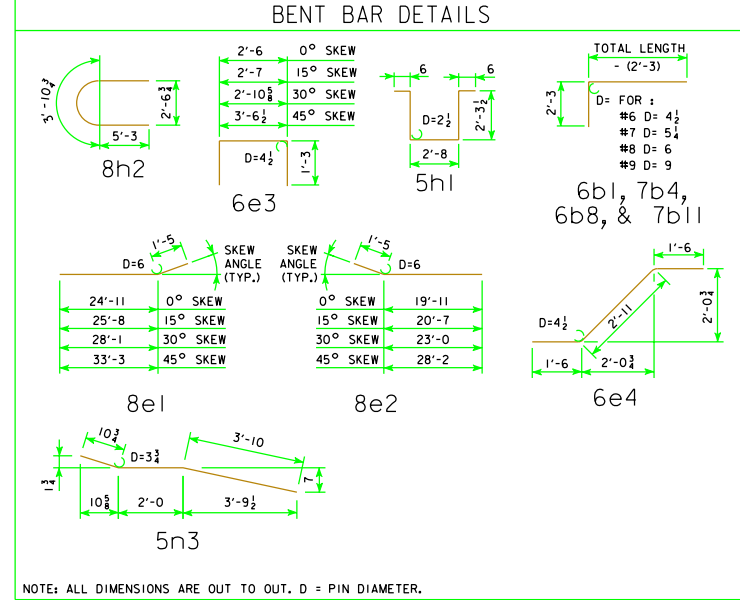 BENT BAR DETAILS
3'-10¾
2'-6¾
5'-3
8h2
2'-6 0° SKEW
2'-7 15° SKEW
2'-10⅝ 30° SKEW
3'-6½ 45° SKEW
D=4½
1'-3
6e3
6
6
D=2½
2'-3½
2'-8
5h1
TOTAL LENGTH
- (2'-3)
2'-3
D= FOR :
#6 D= 4½
#7 D= 5¼
#8 D= 6
#9 D= 9
6b1, 7b4,
6b8, & 7b11
1'-5
D=6
SKEW
ANGLE
(TYP.)
24'-11 0° SKEW
25'-8 15° SKEW
28'-1 30° SKEW
33'-3 45° SKEW
8e1
SKEW
ANGLE
(TYP.)
1'-5
D=6
0° SKEW 19'-11
15° SKEW 20'-7
30° SKEW 23'-0
45° SKEW 28'-2
8e2
1'-6
D=4½
2'-11
2'-0¾
1'-6
2'-0¾
6e4
10¾
D=3¾
3'-10
1¾
7
10⅝
2'-0
3'-9½
5n3
NOTE: ALL DIMENSIONS ARE OUT TO OUT. D = PIN DIAMETER.